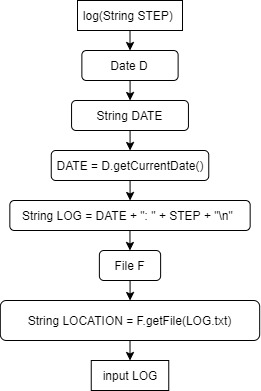 log(String STEP)
Date D
String DATE
DATE = D.getCurrentDate()
String LOG = DATE + ": " + STEP + "\n"
File F
String LOCATION = F.getFile(LOG.txt)
input LOG